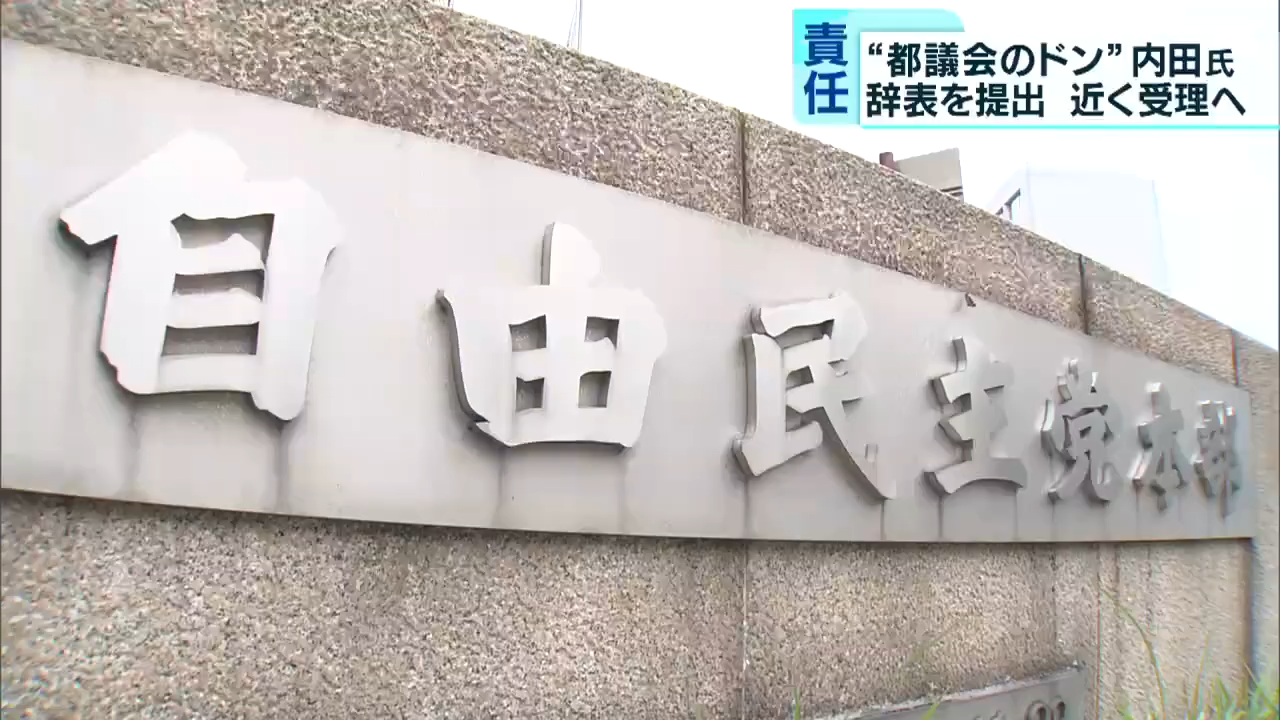 責任
“都議会のドン”内田氏
辞表を提出 近く受理へ
自由民主党本部